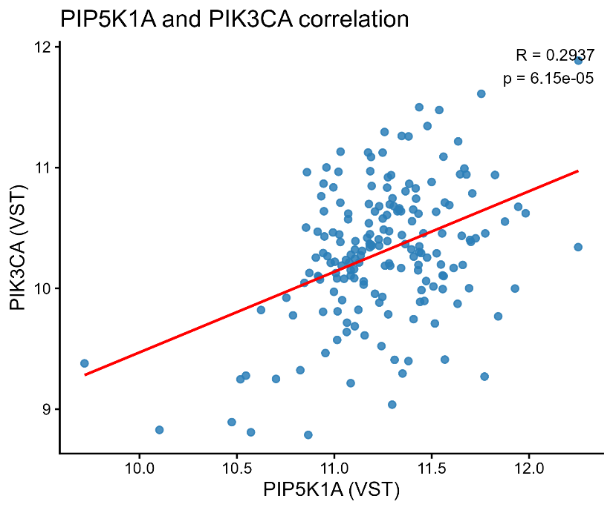 PIP5K1A and PIK3CA correlation
R = 0.2937
p = 6.15e-05
12
11
10
9
PIK3CA (VST)
10.0 10.5 11.0 11.5 12.0
PIP5K1A (VST)